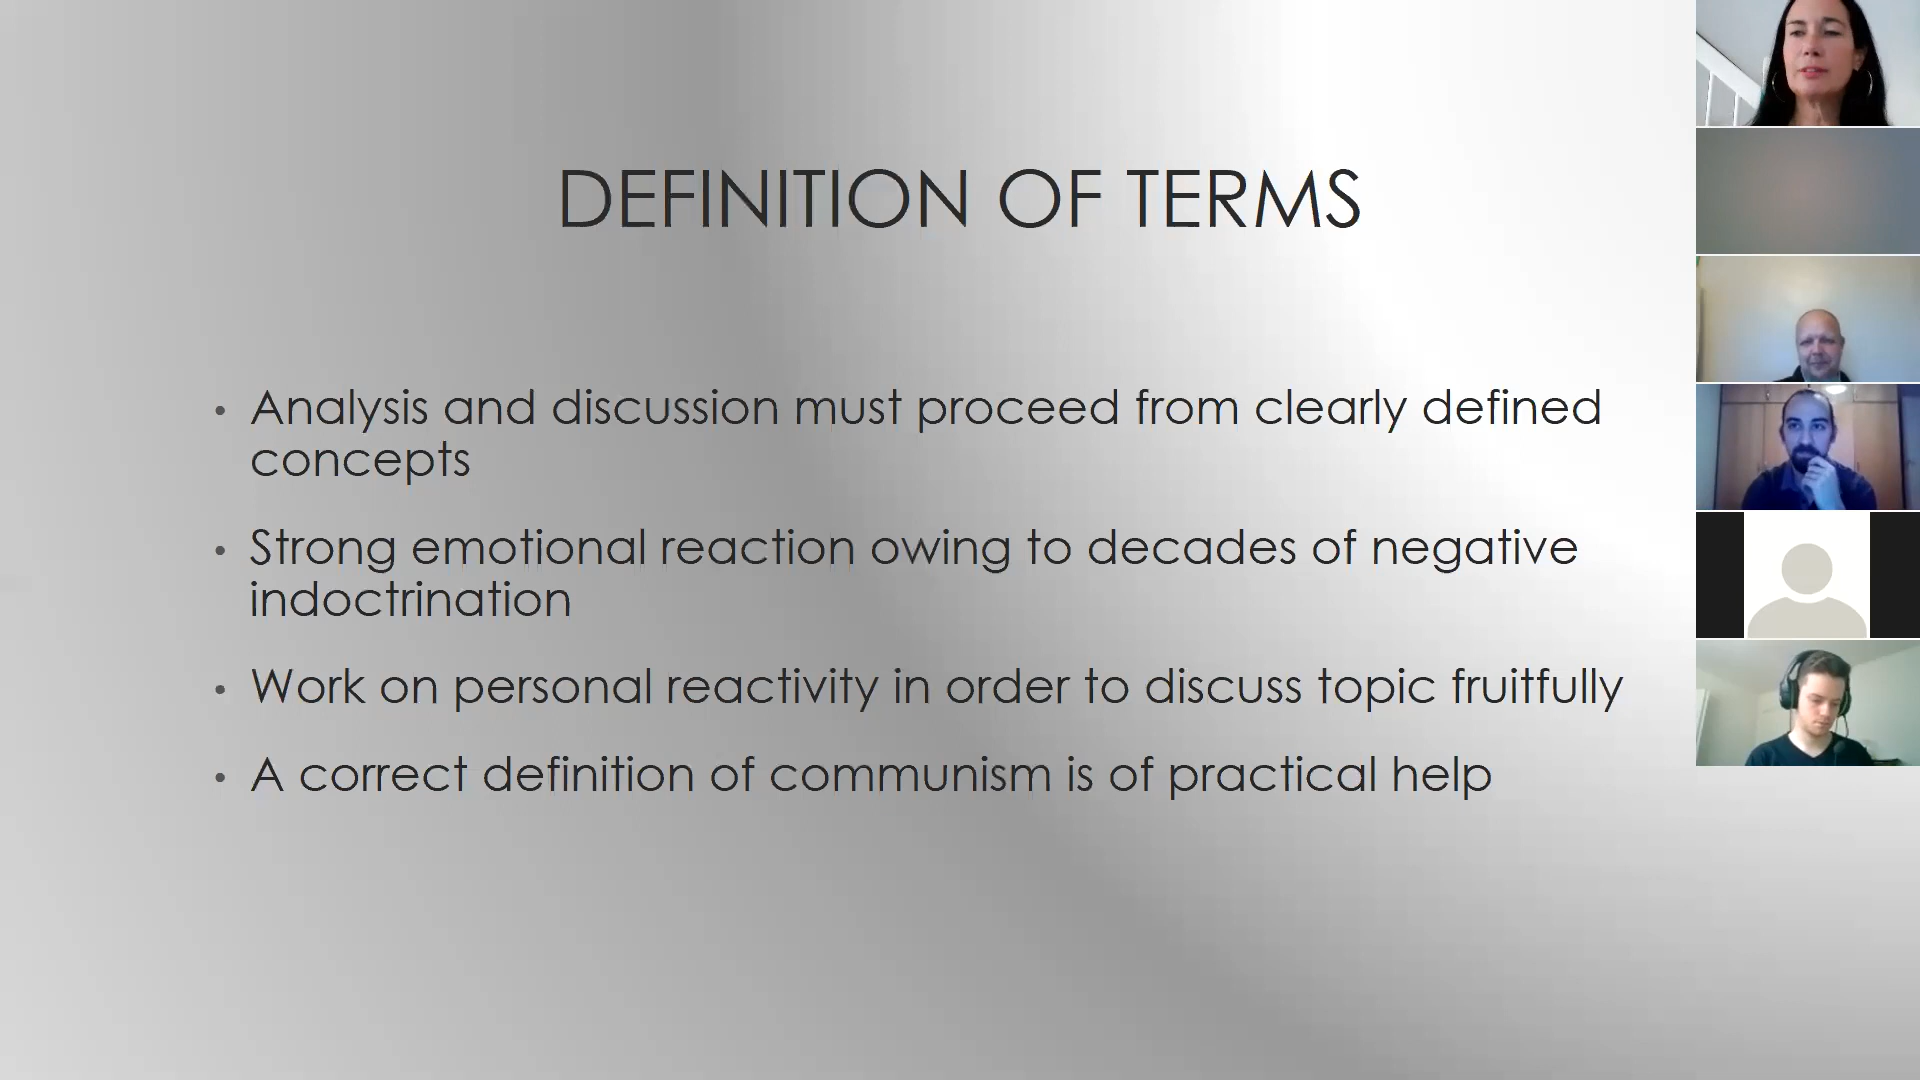 DEFINITION OF TERMS
• Analysis and discussion must proceed from clearly defined
concepts
• Strong emotional reaction owing to decades of negative
indoctrination
• Work on personal reactivity in order to discuss topic fruitfully
• A correct definition of communism is of practical help